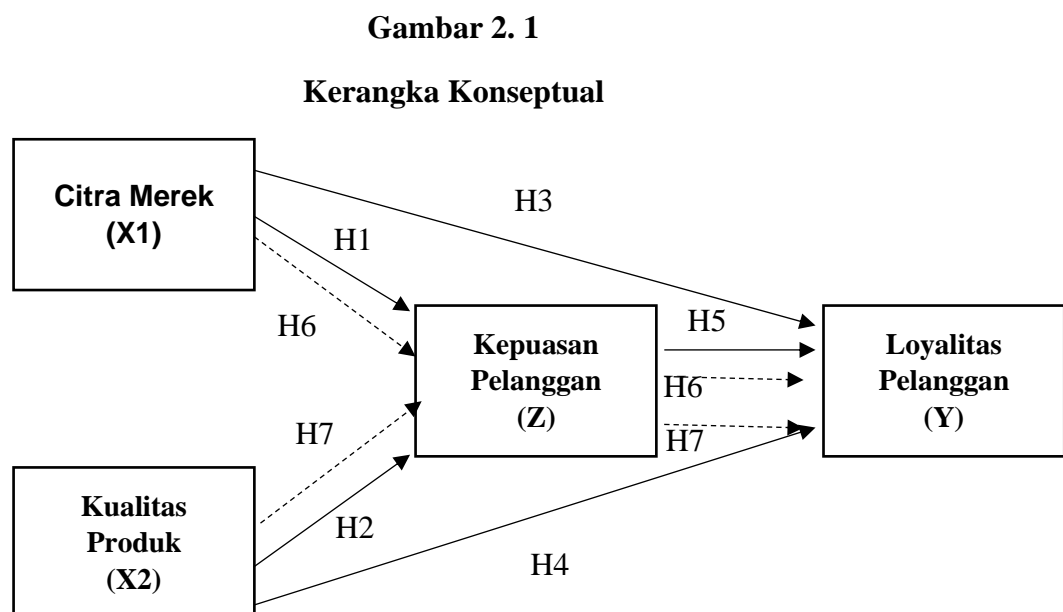 Gambar 2. 1
Kerangka Konseptual
Citra Merek
(X1)
H3
H1
H6
H5
Kepuasan
Pelanggan
(Z)
Loyalitas
Pelanggan
(Y)
H6
H7
H7
Kualitas
Produk
(X2)
H2
H4